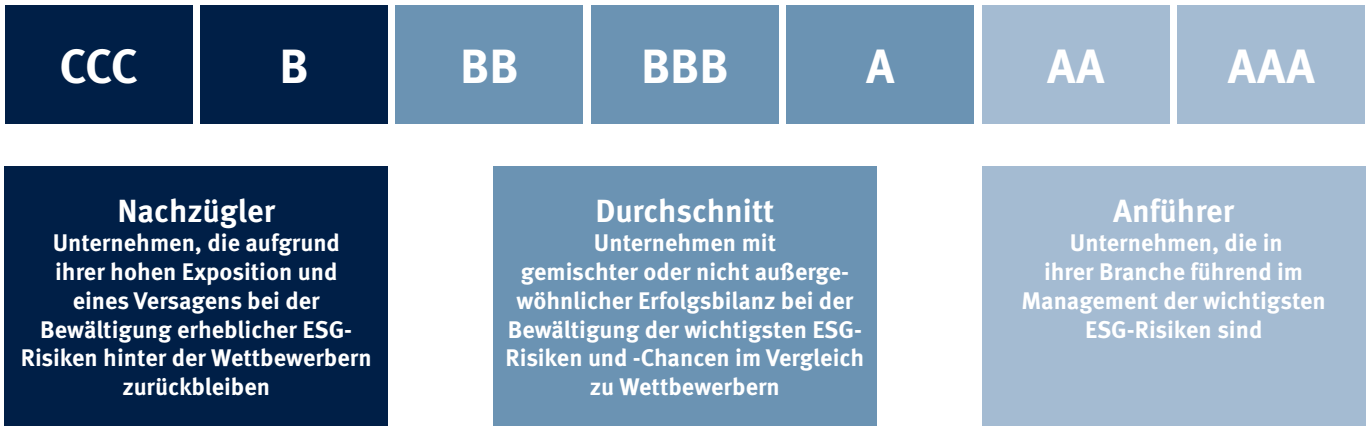 CCC B BB BBB A AA AAA
Nachzügler
Unternehmen, die aufgrund
ihrer hohen Exposition und
eines Versagens bei der
Bewältigung erheblicher ESG-
Risiken hinter der Wettbewerbern
zurückbleiben
Durchschnitt
Unternehmen mit
gemischter oder nicht außerge-
wöhnlicher Erfolgsbilanz bei der
Bewältigung der wichtigsten ESG-
Risiken und -Chancen im Vergleich
zu Wettbewerbern
Anführer
Unternehmen, die in
ihrer Branche führend im
Management der wichtigsten
ESG-Risiken sind